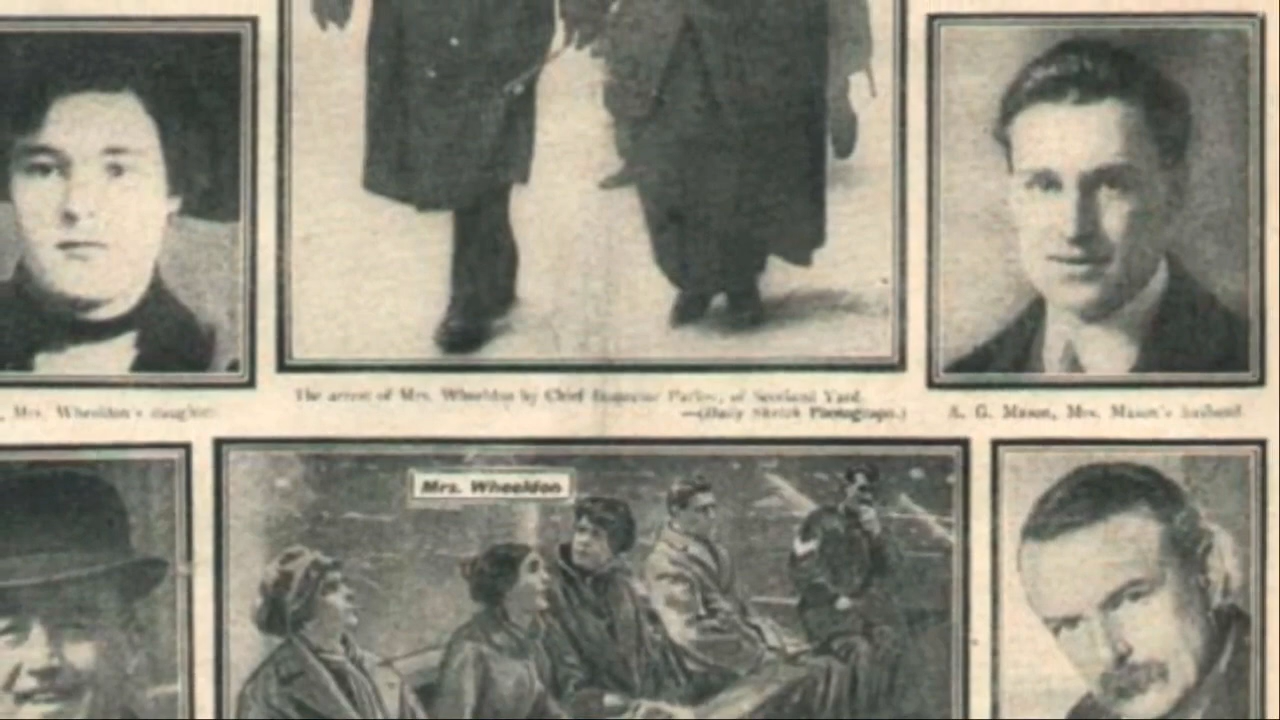 , Mrs. Wheeldon's daughter.
The arrest of Mrs. Wheeldon by Chief Inspector Parker, of Scotland Yard.
—(Daily Sketch Photograph.)
A. G. Mason, Mrs. Mason's husband.
Mrs. Wheeldon